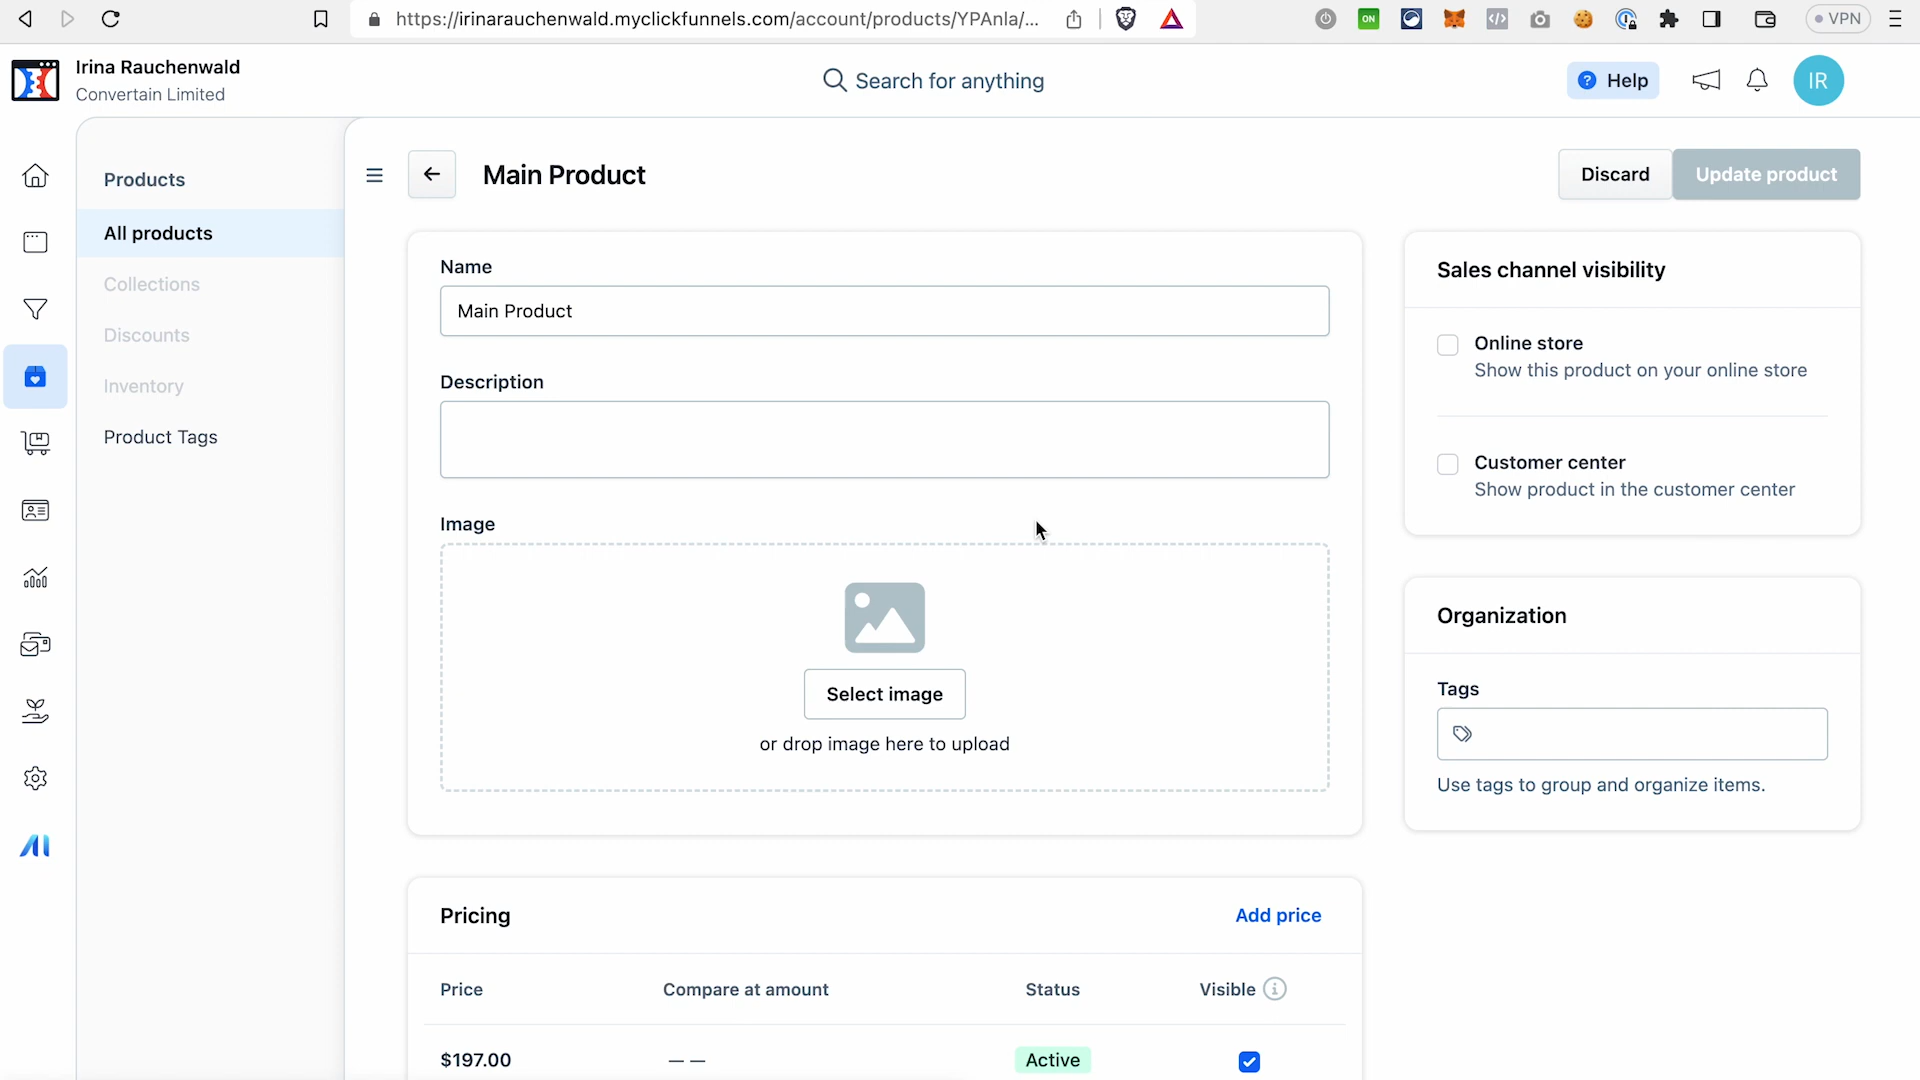 https://irinarauchenwald.myclickfunnels.com/account/products/YPAnla/...
ON
VPN
Irina Rauchenwald
Convertain Limited
Search for anything
? Help
IR
Products
All products
Collections
Discounts
Inventory
Product Tags
Main Product
Discard
Update product
Name
Main Product
Description
Image
Select image
or drop image here to upload
Sales channel visibility
Online store
Show this product on your online store
Customer center
Show product in the customer center
Organization
Tags
Use tags to group and organize items.
Pricing
Add price
Price
Compare at amount
Status
Visible
$197.00
— —
Active